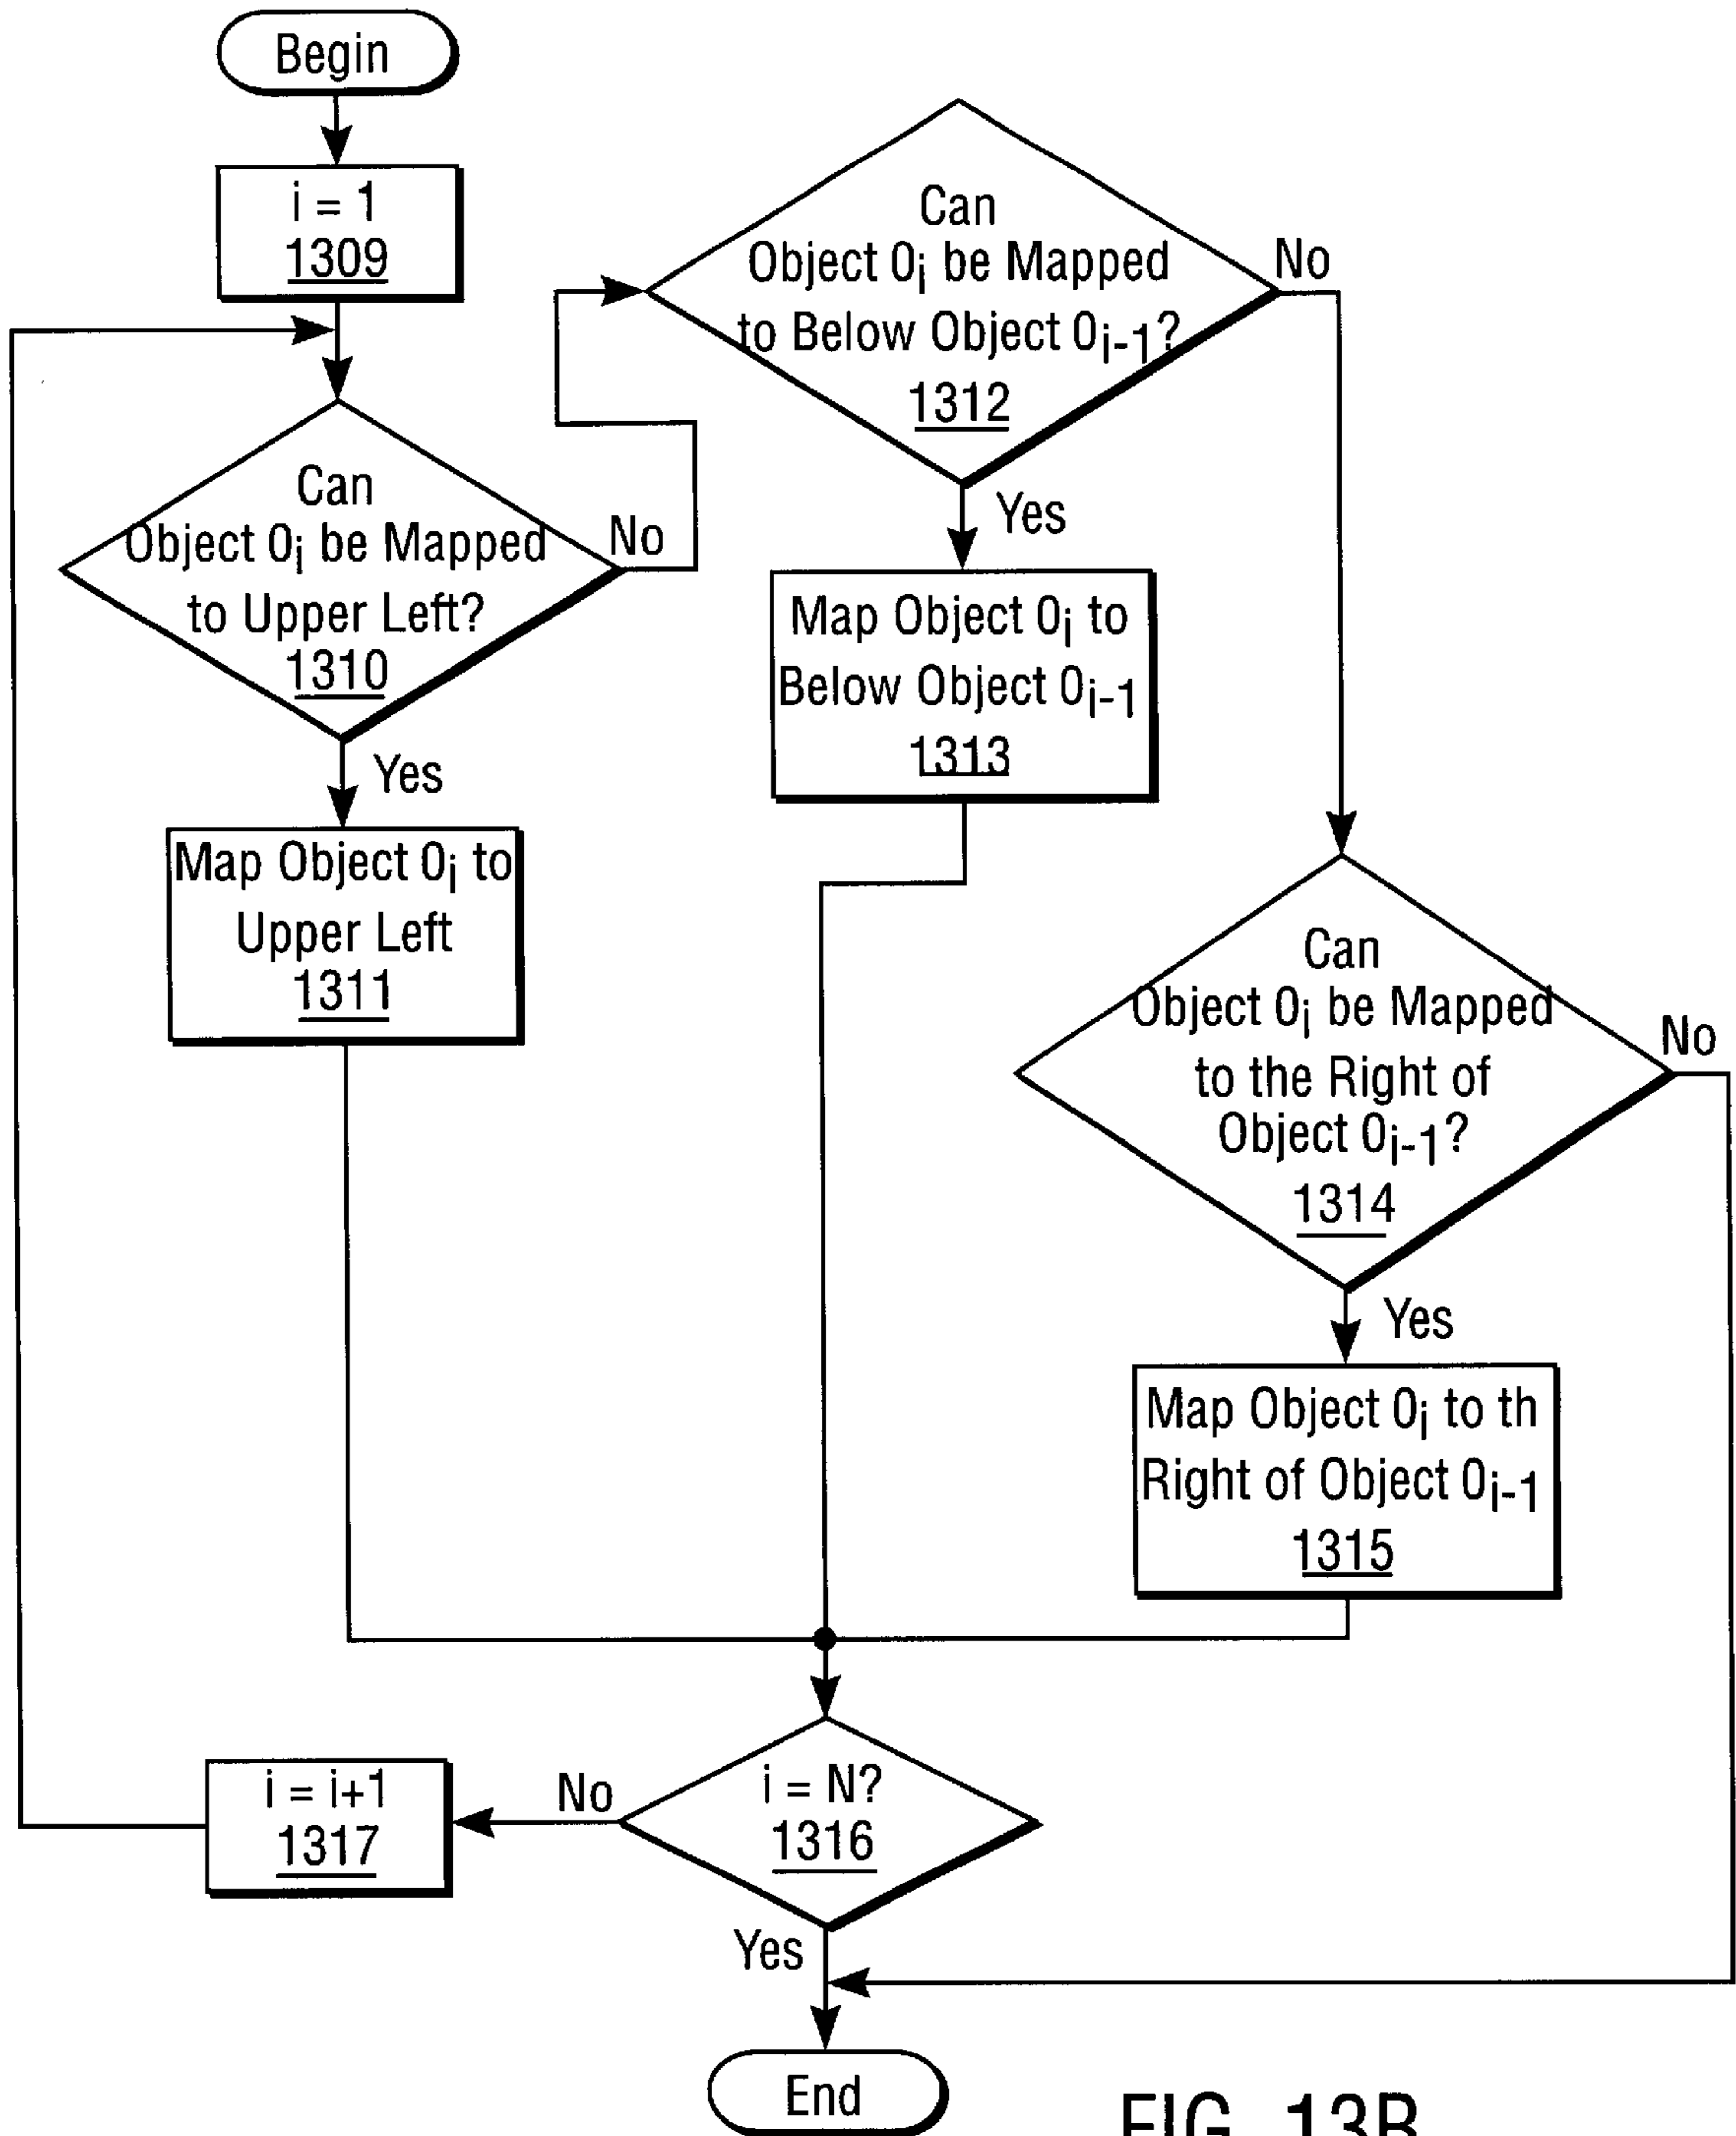 Begin
i = 1
1309
Can
Object 0i be Mapped
to Upper Left?
1310
No
Yes
Map Object 0i to
Upper Left
1311
Can
Object 0i be Mapped
to Below Object 0i-1?
1312
No
Yes
Map Object 0i to
Below Object 0i-1
1313
Can
Object 0i be Mapped
to the Right of
Object 0i-1?
1314
No
Yes
Map Object 0i to th
Right of Object 0i-1
1315
i = N?
1316
No
i = i+1
1317
Yes
End
FIG. 13B